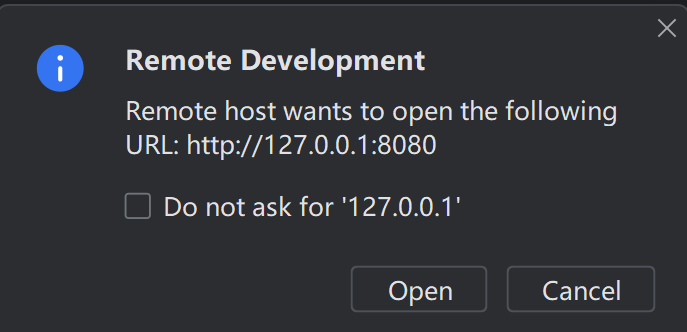 Remote Development
Remote host wants to open the following
URL: http://127.0.0.1:8080
Do not ask for '127.0.0.1'
Open
Cancel